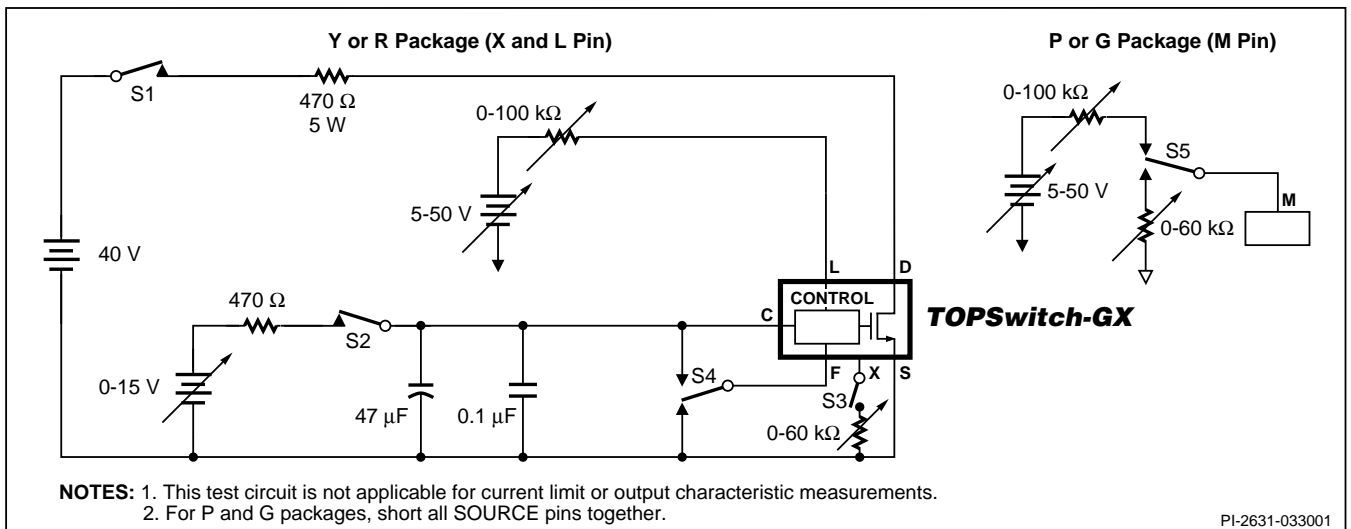 Y or R Package (X and L Pin)
P or G Package (M Pin)
S1
470 Ω
5 W
0-100 kΩ
5-50 V
40 V
470 Ω
S2
0-15 V
47 μF
0.1 μF
S4
L
D
CONTROL
C
TOPSwitch-GX
F
X
S
S3
0-60 kΩ
0-100 kΩ
S5
5-50 V
M
0-60 kΩ
NOTES: 1. This test circuit is not applicable for current limit or output characteristic measurements.
2. For P and G packages, short all SOURCE pins together.
PI-2631-033001